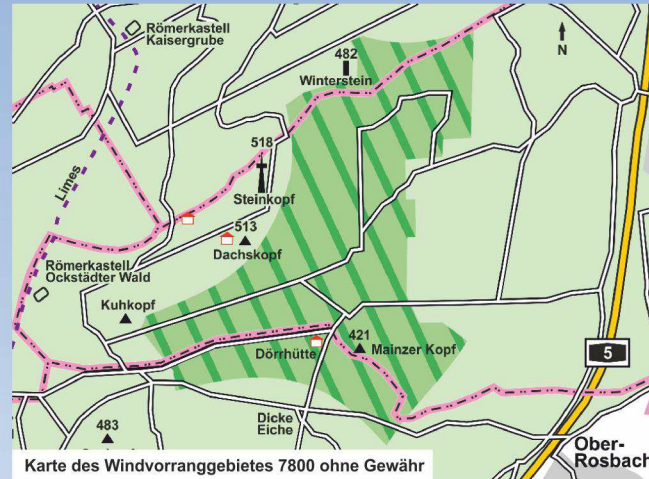 Römerkastell
Kaisergrube
482
Winterstein
N
518
Steinkopf
Limes
513
Dachskopf
Römerkastell
Ockstädter Wald
Kuhkopf
421
Mainzer Kopf
Dörrhütte
5
Dicke
Eiche
483
Ober-
Rosbach
Karte des Windvorranggebietes 7800 ohne Gewähr